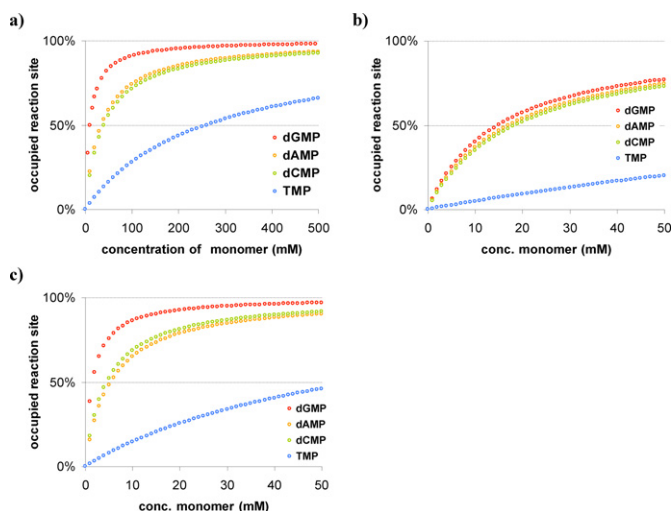 a)
100%
50%
0%
occupied reaction site
dGMP
dAMP
dCMP
TMP
0 100 200 300 400 500
concentration of monomer (mM)
b)
100%
50%
0%
occupied reaction site
dGMP
dAMP
dCMP
TMP
0 10 20 30 40 50
conc. monomer (mM)
c)
100%
50%
0%
occupied reaction site
dGMP
dAMP
dCMP
TMP
0 10 20 30 40 50
conc. monomer (mM)